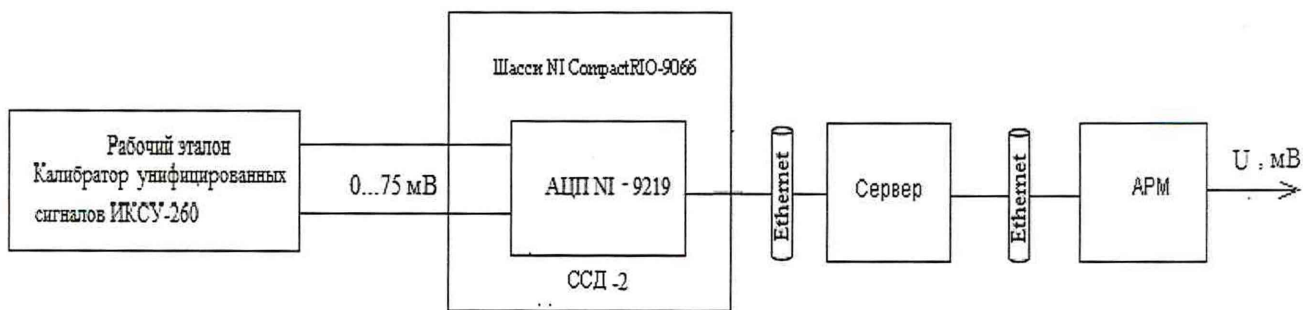 Шасси NI CompactRIO-9066
Рабочий эталон
Калибратор унифицированных
сигналов ИКСУ-260
0...75 мВ
АЦП NI - 9219
ССД -2
Ethernet
Сервер
Ethernet
АРМ
U , мВ